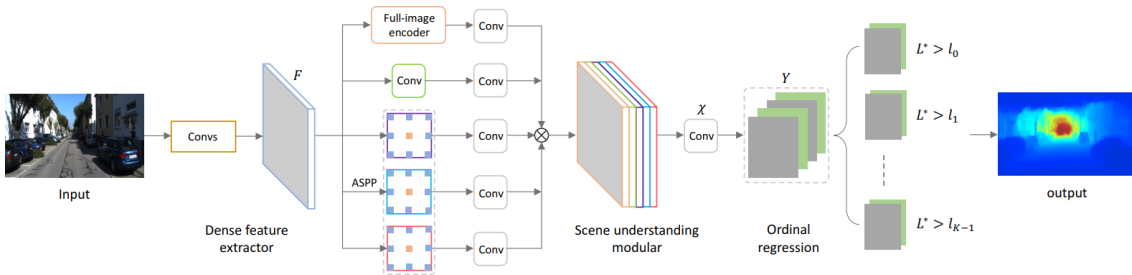 Input
Convs
F
Dense feature
extractor
Full-image
encoder
Conv
Conv
Conv
Conv
ASPP
Conv
Conv
Scene understanding
modular
χ
Conv
Y
Ordinal
regression
L* > l₀
L* > l₁
L* > l_{K−1}
output